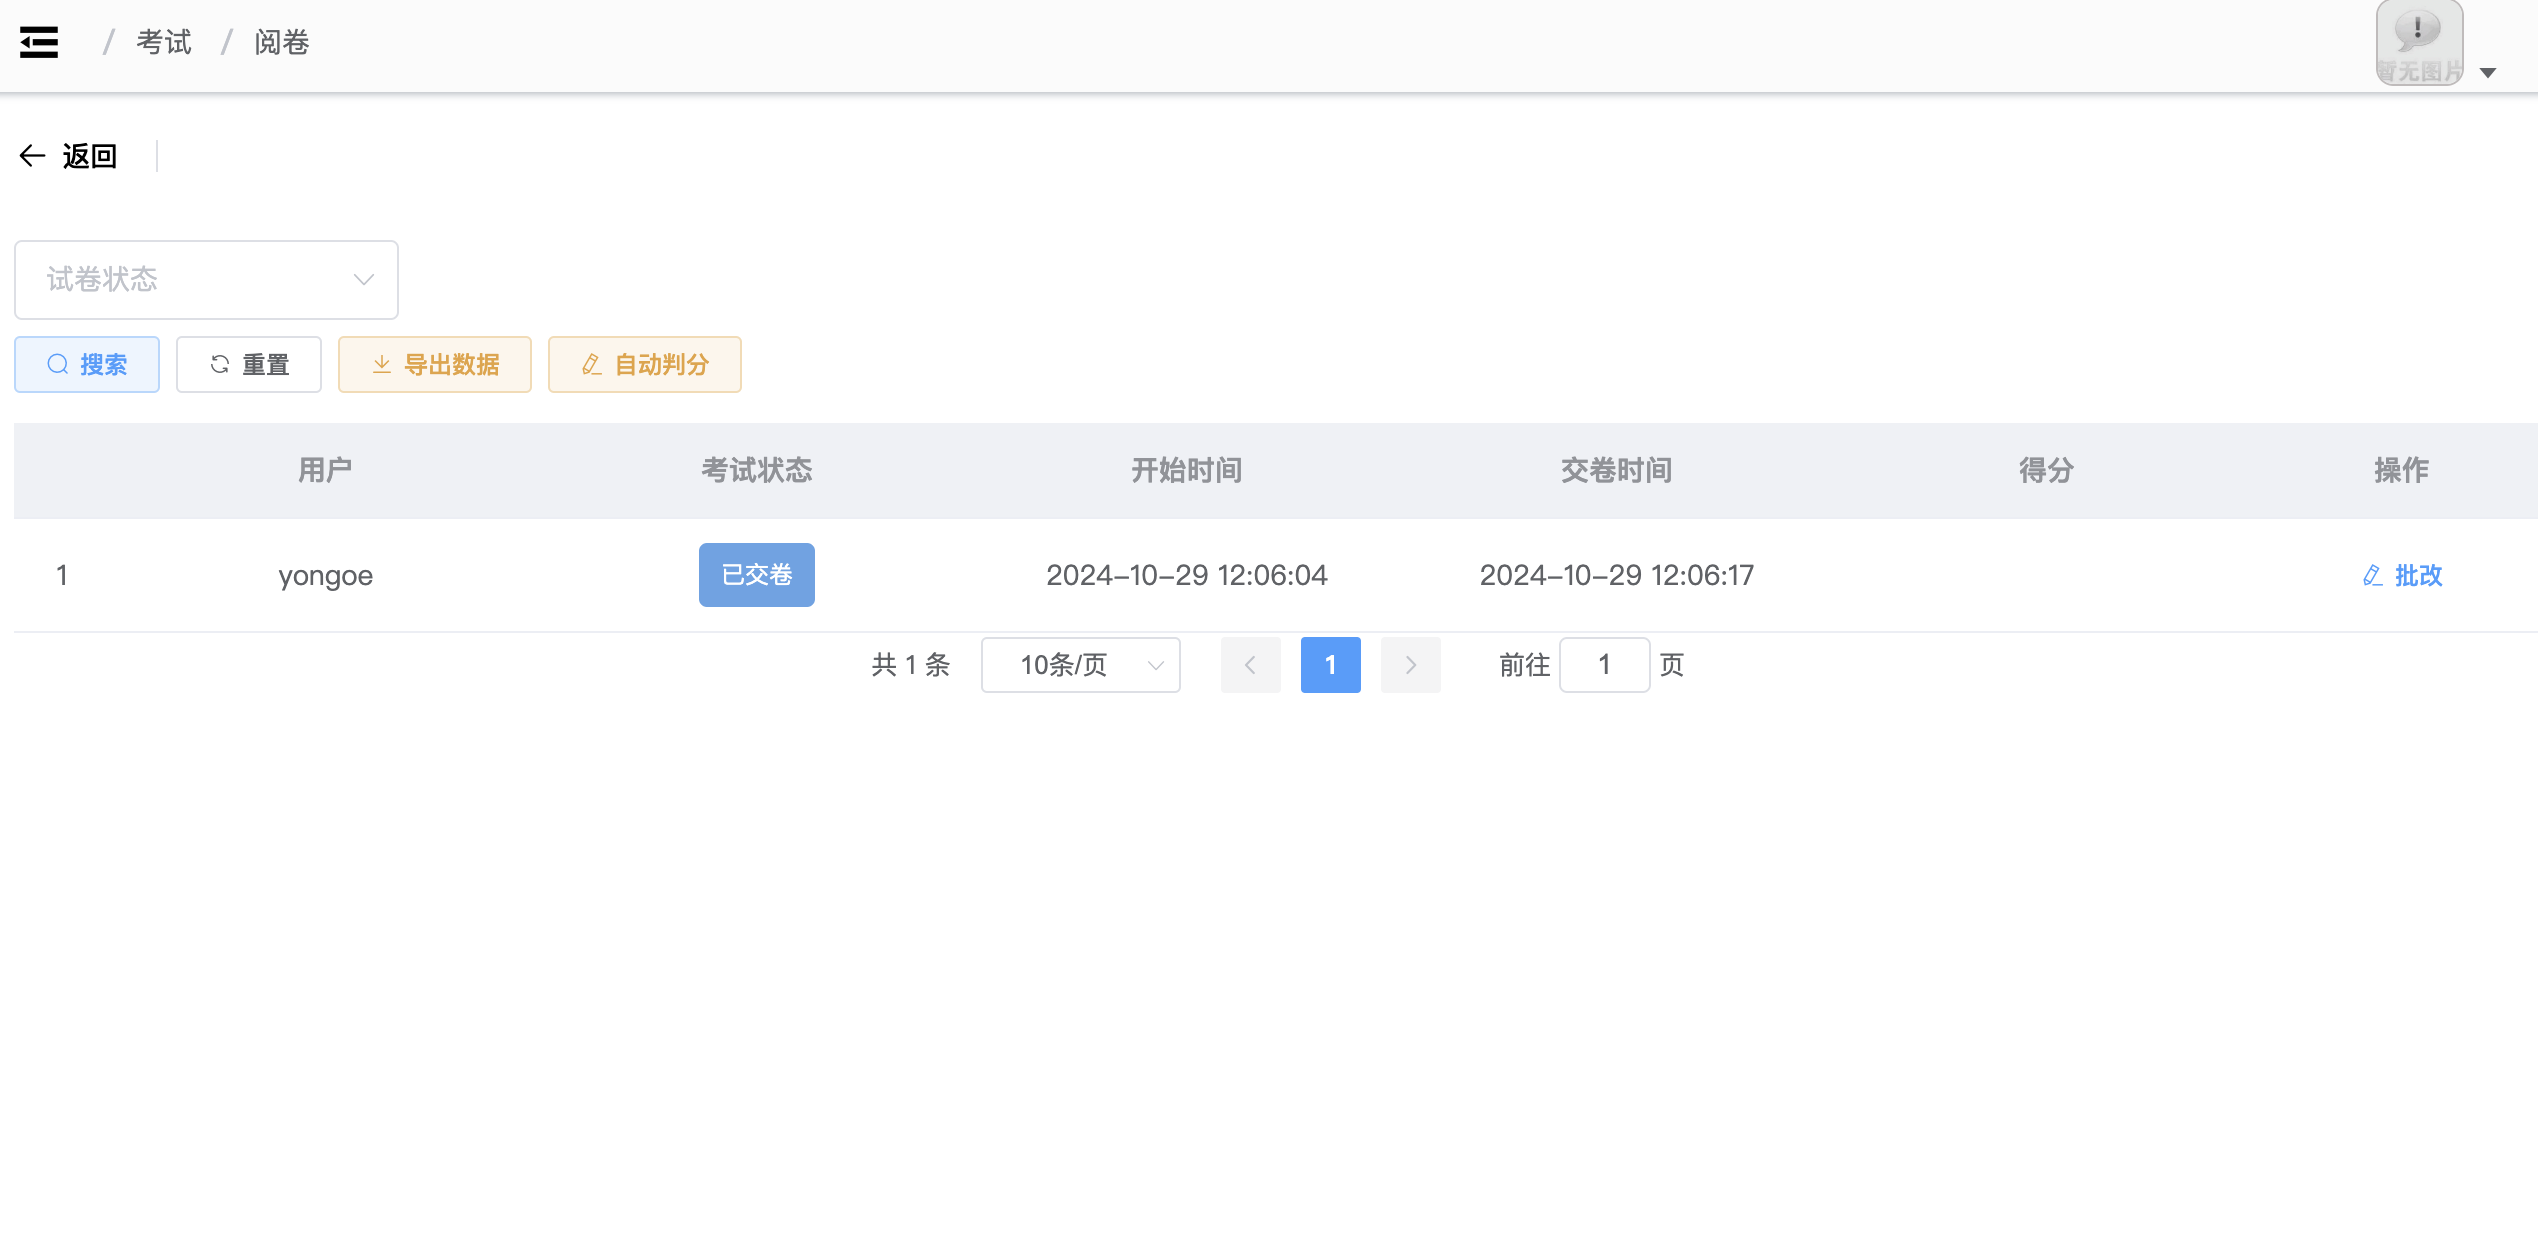 / 考试 / 阅卷
暂无图片
返回
试卷状态
搜索 重置 导出数据 自动判分
用户 考试状态 开始时间 交卷时间 得分 操作
1 yongoe 已交卷 2024-10-29 12:06:04 2024-10-29 12:06:17 批改
共 1 条 10条/页 1 前往 1 页